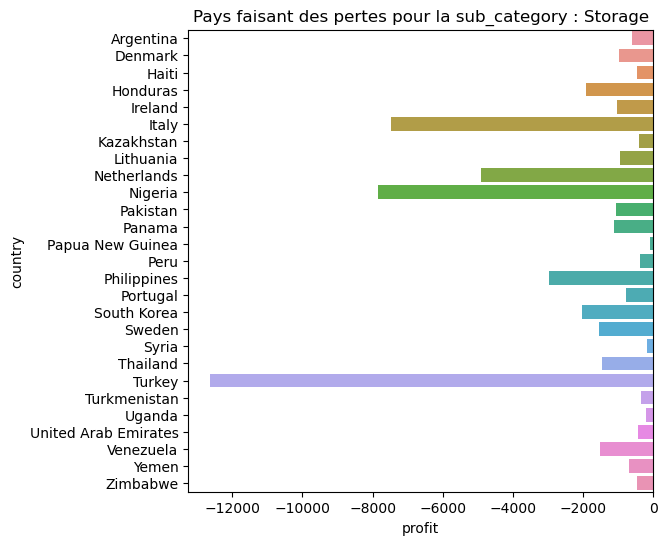 Pays faisant des pertes pour la sub_category : Storage
country
Argentina
Denmark
Haiti
Honduras
Ireland
Italy
Kazakhstan
Lithuania
Netherlands
Nigeria
Pakistan
Panama
Papua New Guinea
Peru
Philippines
Portugal
South Korea
Sweden
Syria
Thailand
Turkey
Turkmenistan
Uganda
United Arab Emirates
Venezuela
Yemen
Zimbabwe
−12000 −10000 −8000 −6000 −4000 −2000 0
profit